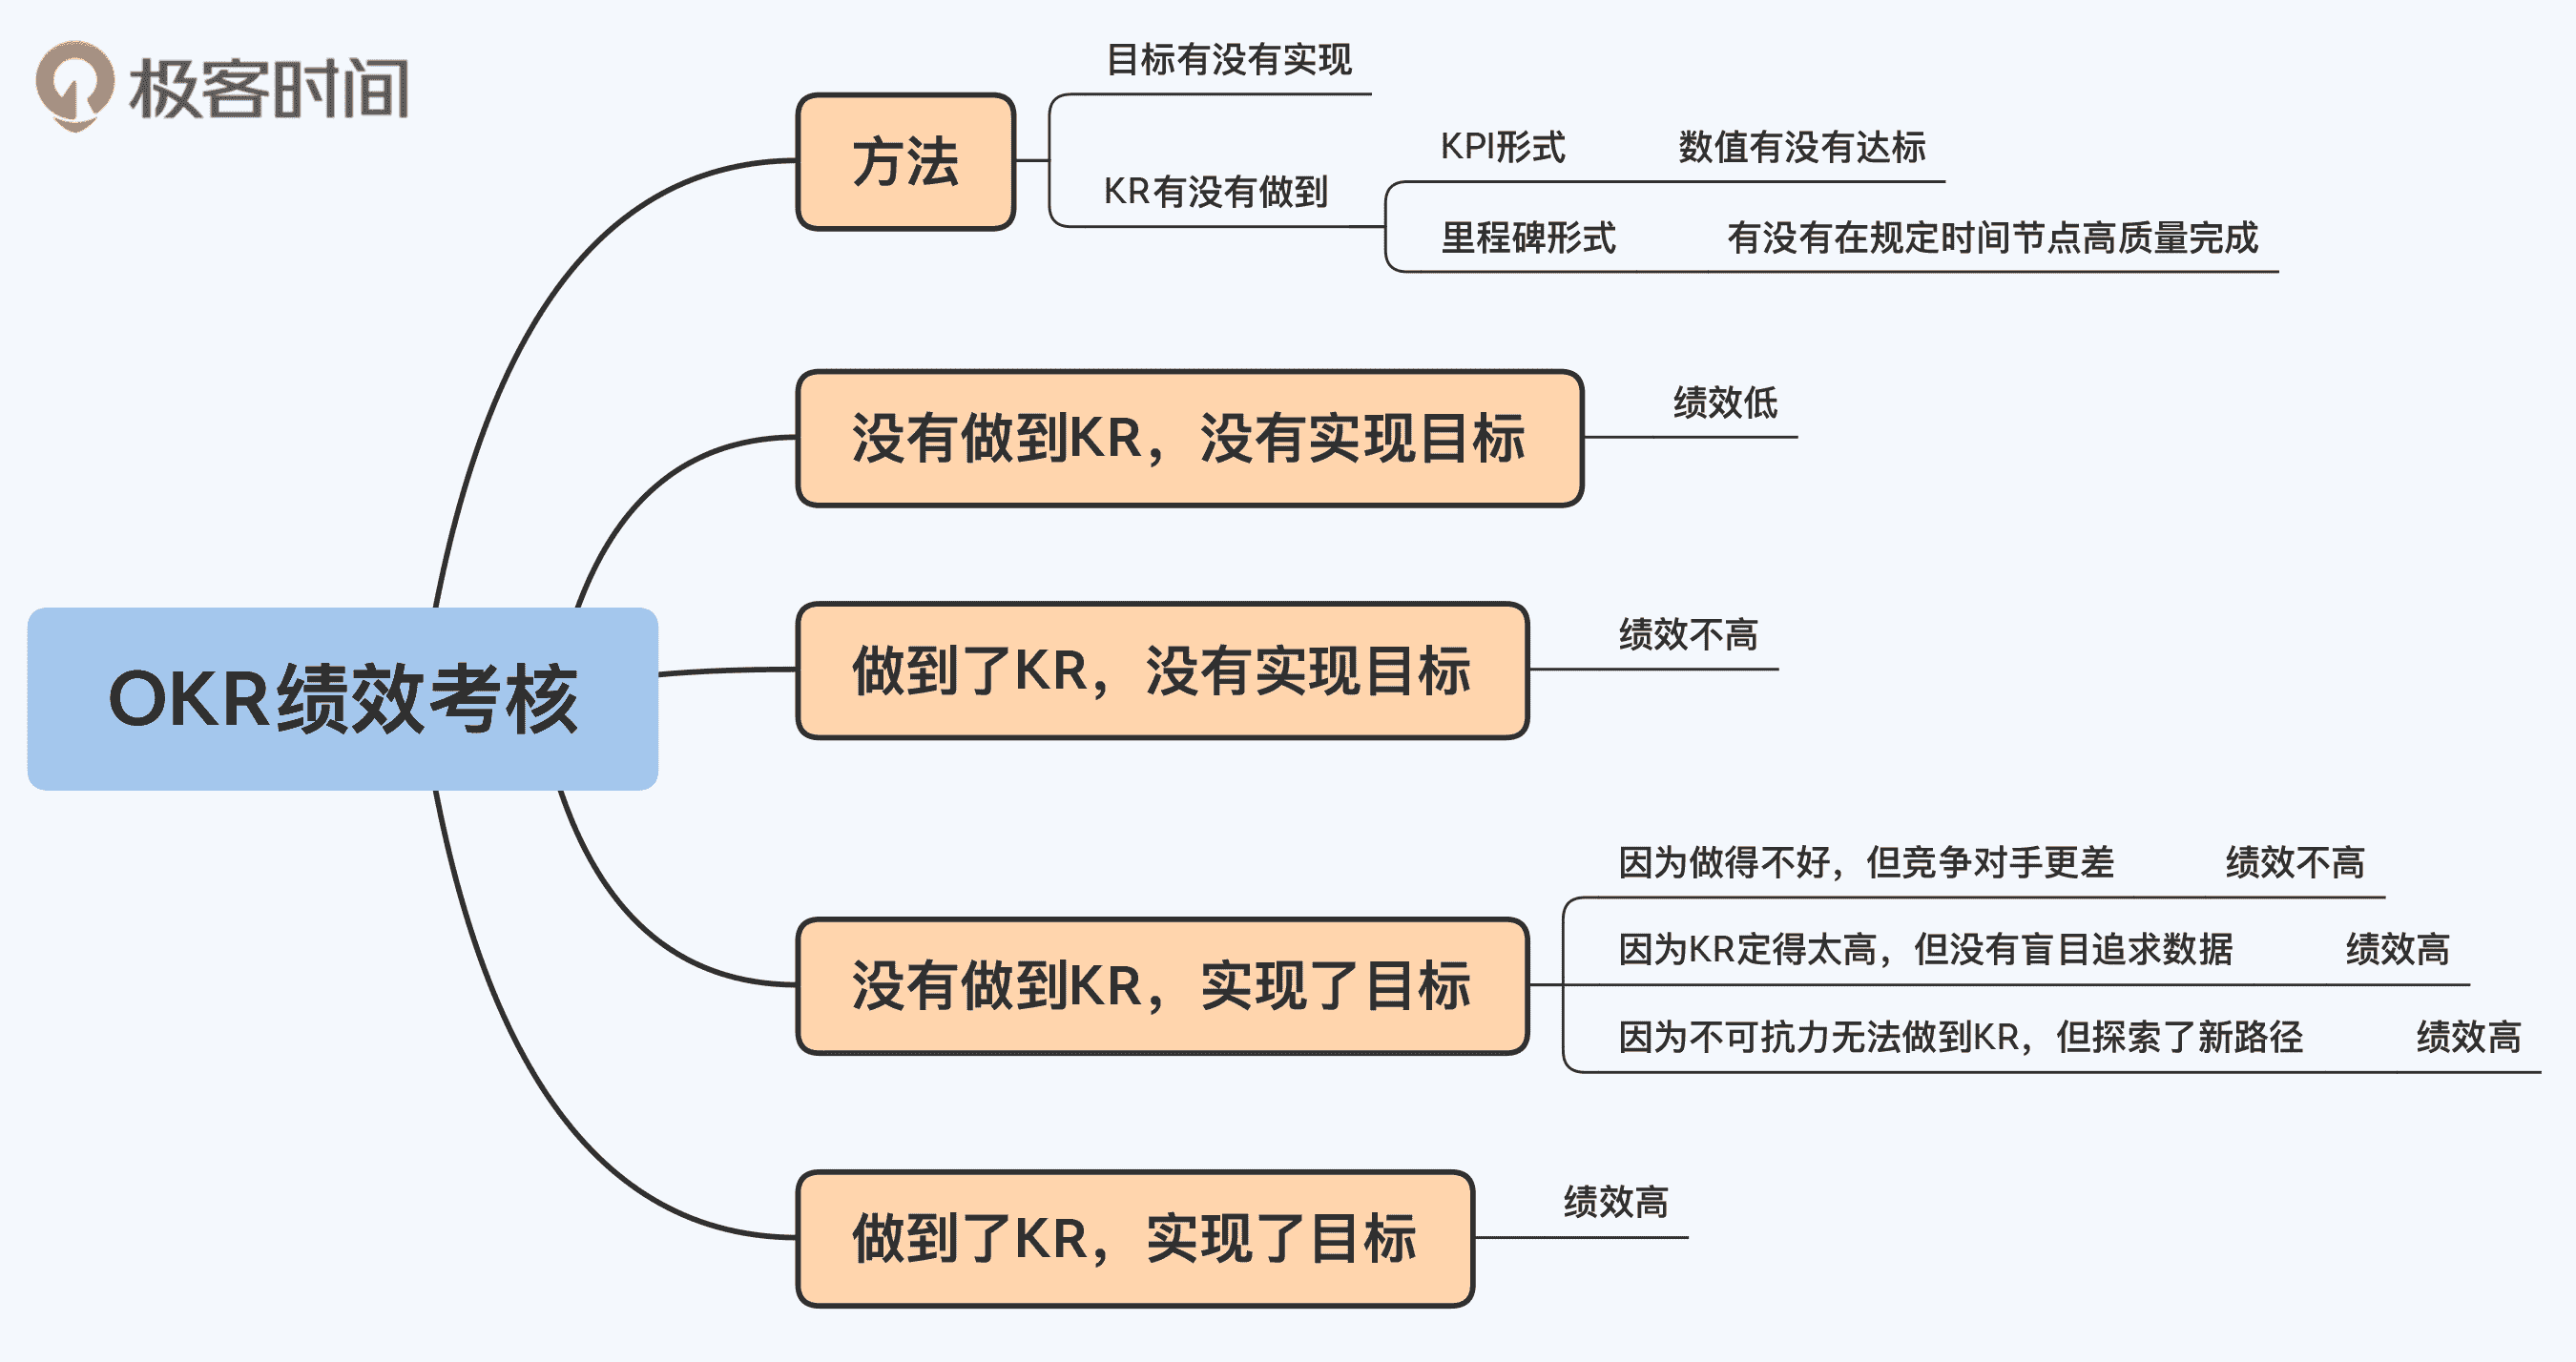 极客时间
目标有没有实现
方法
KR有没有做到
KPI形式 数值有没有达标
里程碑形式 有没有在规定时间节点高质量完成
没有做到KR，没有实现目标
绩效低
OKR绩效考核
做到了KR，没有实现目标
绩效不高
没有做到KR，实现了目标
因为做得不好，但竞争对手更差 绩效不高
因为KR定得太高，但没有盲目追求数据 绩效高
因为不可抗力无法做到KR，但探索了新路径 绩效高
做到了KR，实现了目标
绩效高